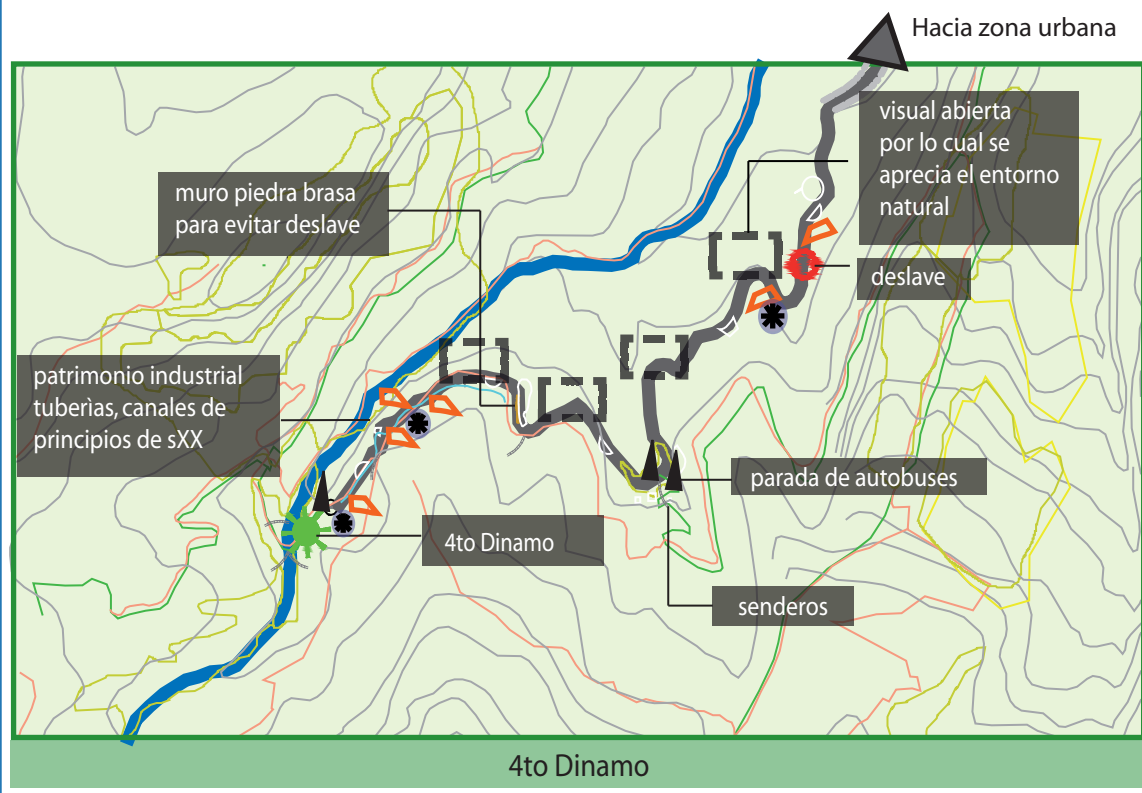 Hacia zona urbana
visual abierta
por lo cual se
aprecia el entorno
natural
muro piedra brasa
para evitar deslave
deslave
patrimonio industrial
tuberìas, canales de
principios de sXX
parada de autobuses
4to Dinamo
senderos
4to Dinamo